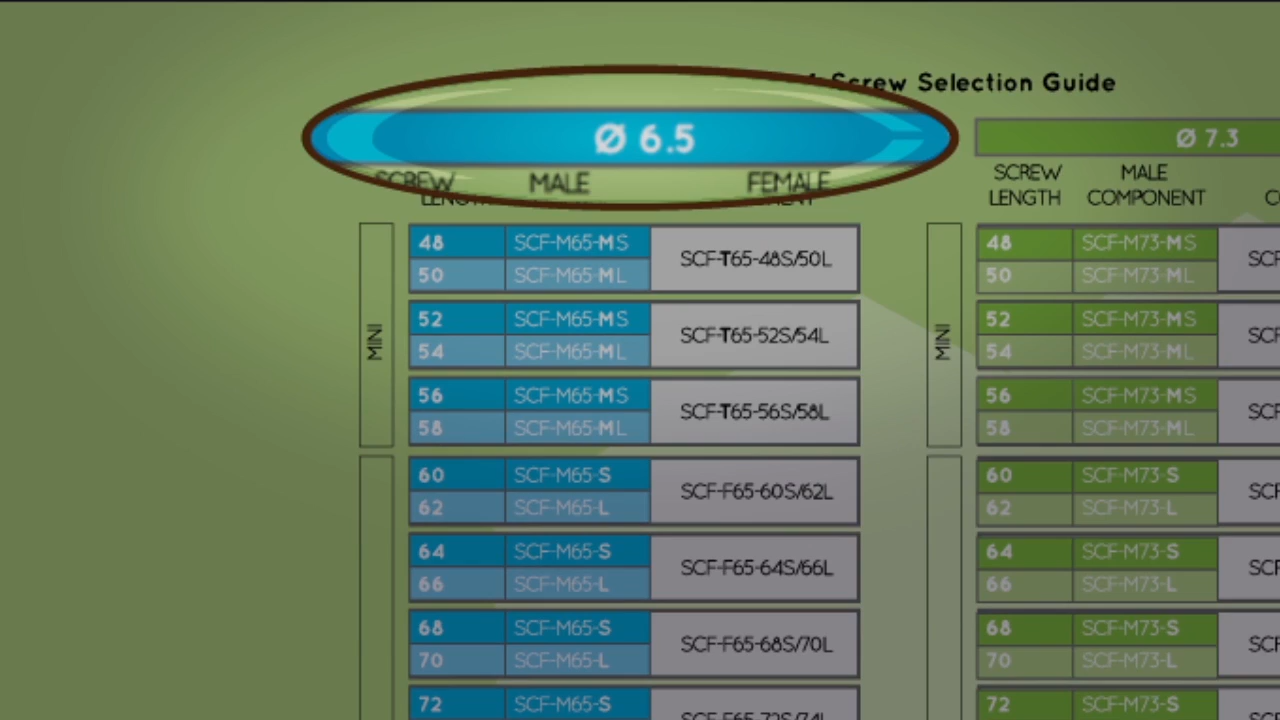 Screw Selection Guide
Ø 6.5
SCREW MALE FEMALE
LENGTH
48 SCF-M65-MS SCF-T65-48S/50L
50 SCF-M65-ML
52 SCF-M65-MS SCF-T65-52S/54L
54 SCF-M65-ML
56 SCF-M65-MS SCF-T65-56S/58L
58 SCF-M65-ML
MINI
60 SCF-M65-S SCF-F65-60S/62L
62 SCF-M65-L
64 SCF-M65-S SCF-F65-64S/66L
66 SCF-M65-L
68 SCF-M65-S SCF-F65-68S/70L
70 SCF-M65-L
72 SCF-M65-S SCF-F65-72S/74L
Ø 7.3
SCREW MALE
LENGTH COMPONENT
48 SCF-M73-MS
50 SCF-M73-ML
52 SCF-M73-MS
54 SCF-M73-ML
56 SCF-M73-MS
58 SCF-M73-ML
MINI
60 SCF-M73-S
62 SCF-M73-L
64 SCF-M73-S
66 SCF-M73-L
68 SCF-M73-S
70 SCF-M73-L
72 SCF-M73-S